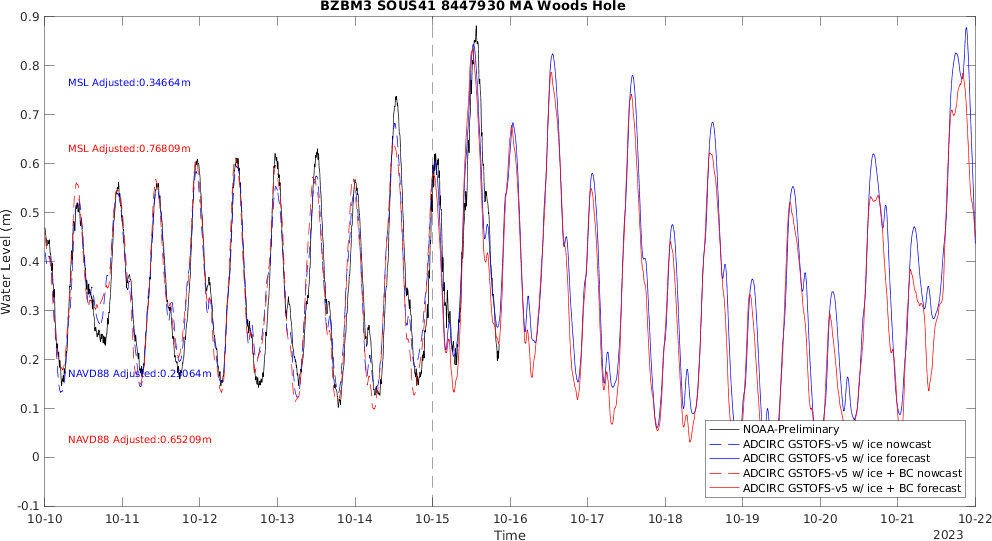 BZBM3 SOUS41 8447930 MA Woods Hole
0.9
0.8
0.7
0.6
0.5
0.4
0.3
0.2
0.1
0
-0.1
Water Level (m)
MSL Adjusted:0.34664m
MSL Adjusted:0.76809m
NAVD88 Adjusted:0.29064m
NAVD88 Adjusted:0.65209m
NOAA-Preliminary
ADCIRC GSTOFS-v5 w/ ice nowcast
ADCIRC GSTOFS-v5 w/ ice forecast
ADCIRC GSTOFS-v5 w/ ice + BC nowcast
ADCIRC GSTOFS-v5 w/ ice + BC forecast
10-10 10-11 10-12 10-13 10-14 10-15 10-16 10-17 10-18 10-19 10-20 10-21 10-22
Time
2023